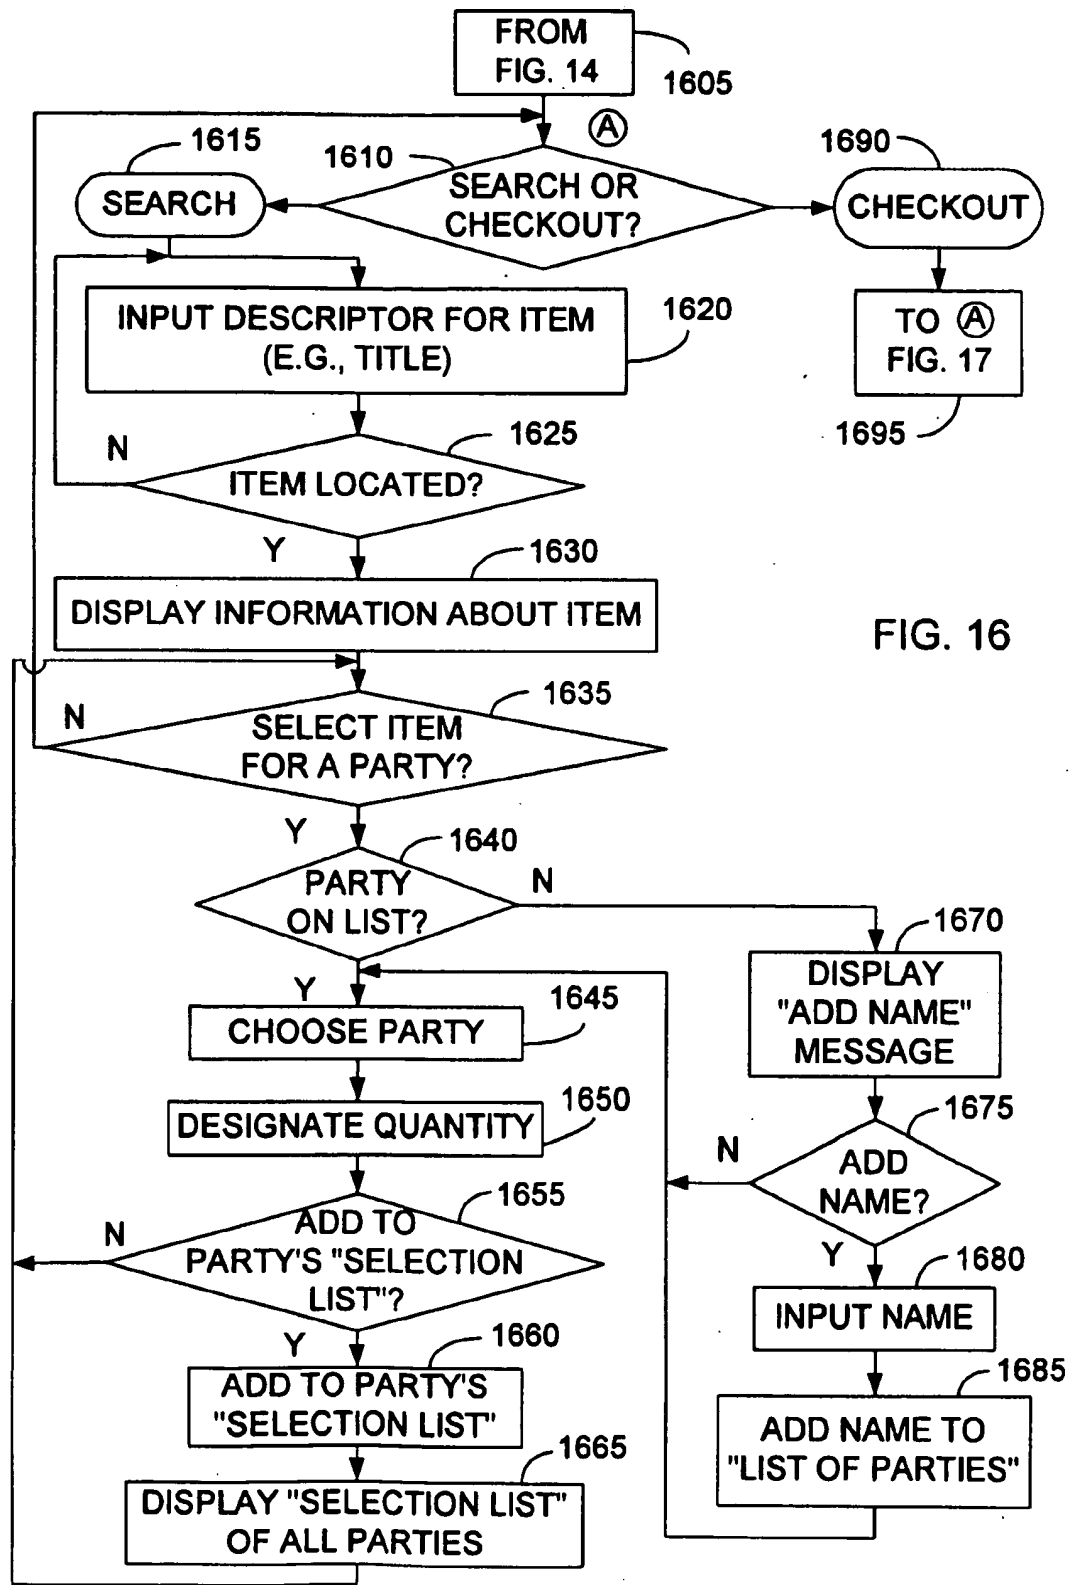 FROM
FIG. 14
1605
A
1615
1610
1690
SEARCH
SEARCH OR
CHECKOUT?
CHECKOUT
INPUT DESCRIPTOR FOR ITEM
(E.G., TITLE)
1620
TO A
FIG. 17
1695
N
1625
ITEM LOCATED?
Y
1630
DISPLAY INFORMATION ABOUT ITEM
FIG. 16
N
1635
SELECT ITEM
FOR A PARTY?
Y
1640
PARTY
ON LIST?
N
1670
DISPLAY
"ADD NAME"
MESSAGE
Y
1645
CHOOSE PARTY
1650
DESIGNATE QUANTITY
1675
N
ADD
NAME?
1655
N
ADD TO
PARTY'S "SELECTION
LIST"?
Y
1680
INPUT NAME
Y
1660
ADD TO PARTY'S
"SELECTION LIST"
1685
ADD NAME TO
"LIST OF PARTIES"
1665
DISPLAY "SELECTION LIST"
OF ALL PARTIES